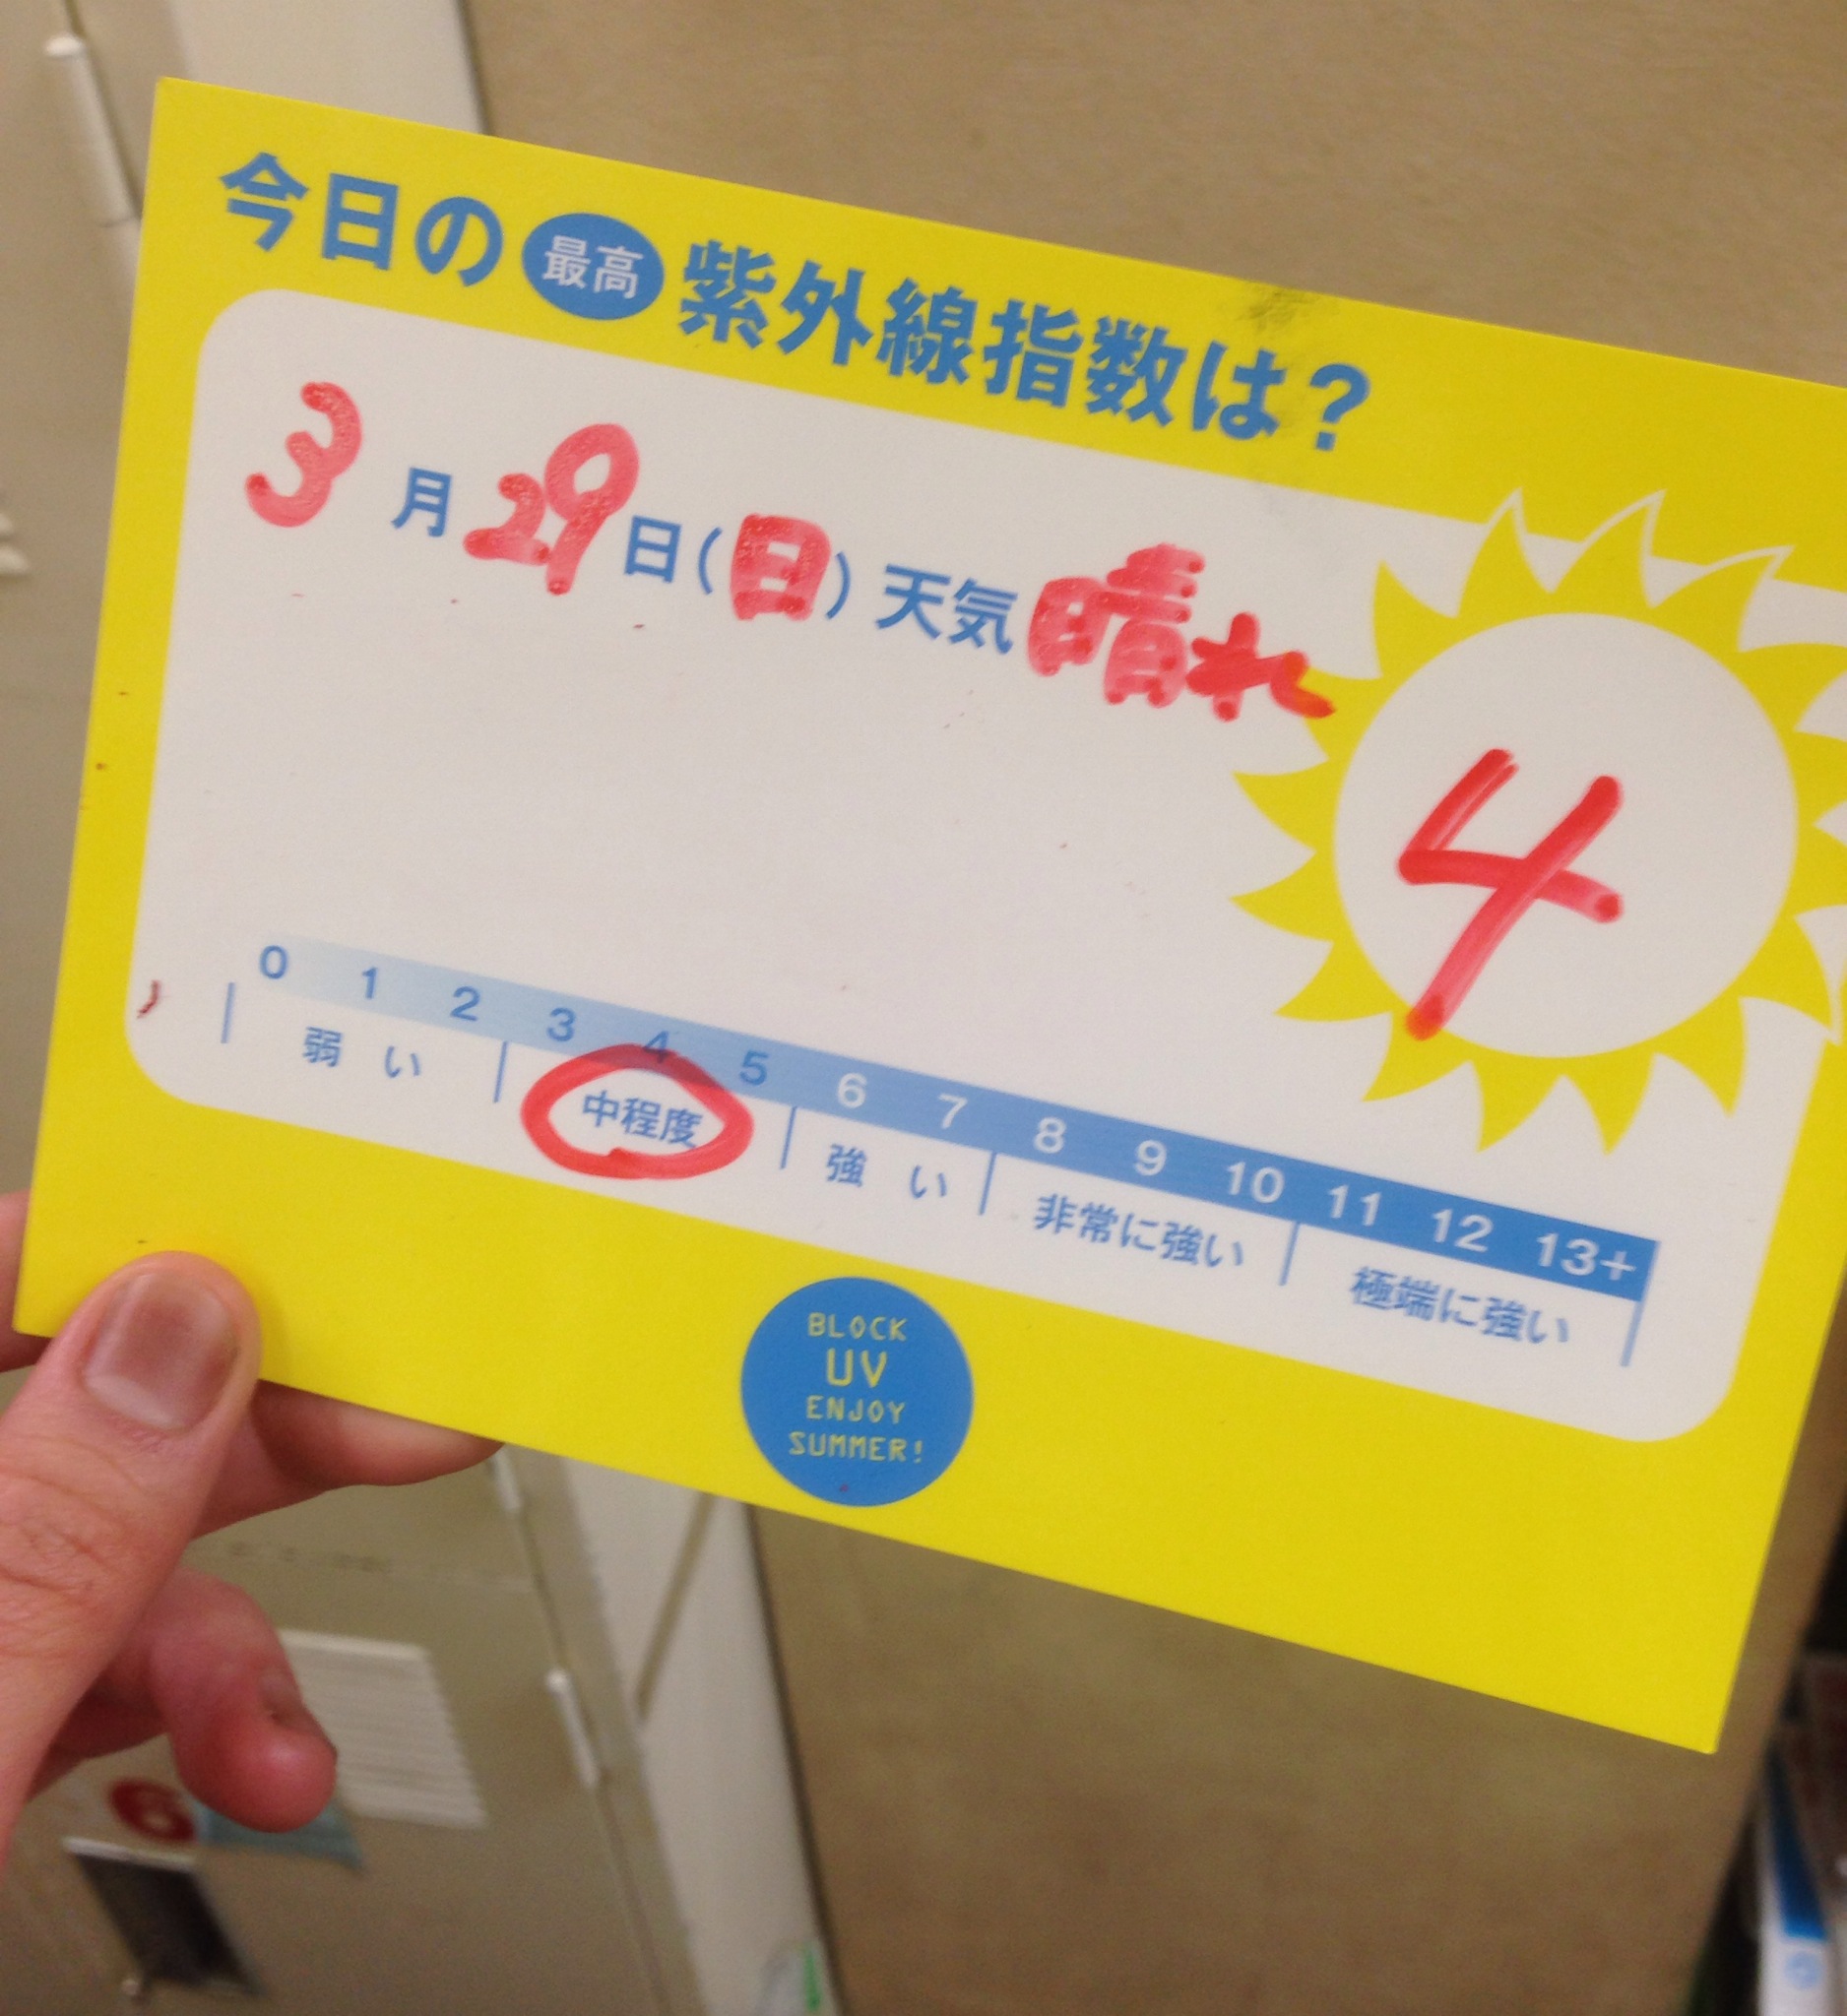 今日の最高紫外線指数は?
3月29日(日)天気晴れ
4
0 1 2 3 4 5 6 7 8 9 10 11 12 13+
弱い 中程度 強い 非常に強い 極端に強い
BLOCK
UV
ENJOY
SUMMER!
6